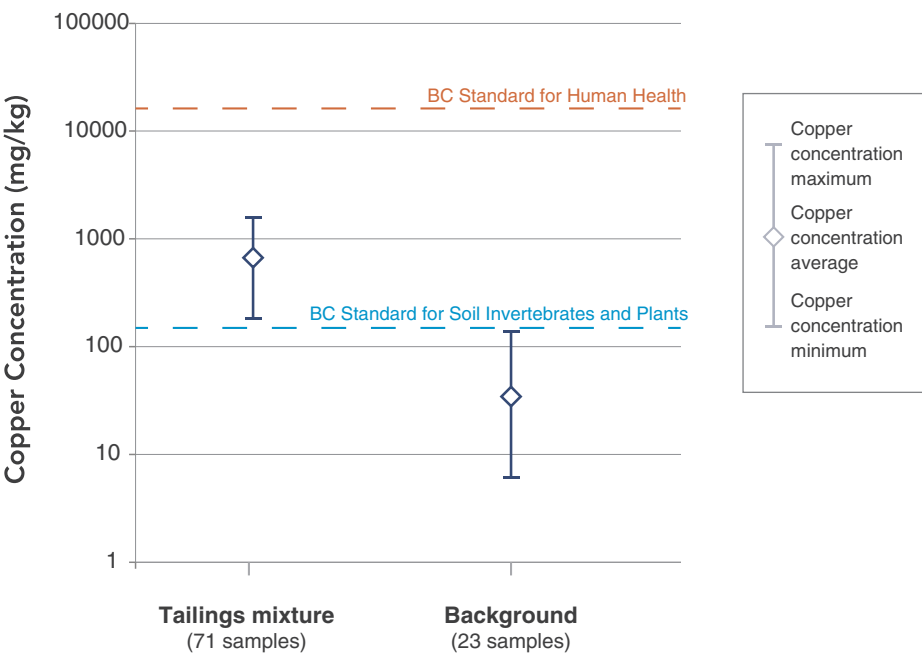 100000
BC Standard for Human Health
10000
1000
BC Standard for Soil Invertebrates and Plants
100
10
1
Copper Concentration (mg/kg)
Tailings mixture
(71 samples)
Background
(23 samples)
Copper
concentration
maximum
Copper
concentration
average
Copper
concentration
minimum